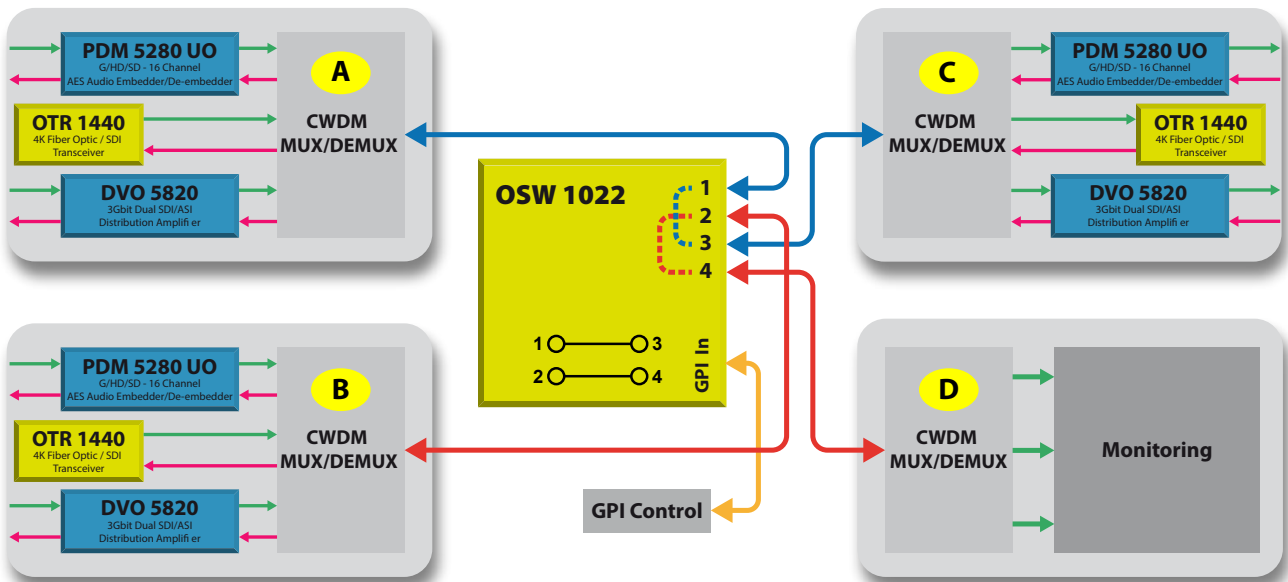 PDM 5280 UO
G/HD/SD - 16 Channel
AES Audio Embedder/De-embedder
OTR 1440
4K Fiber Optic / SDI
Transceiver
DVO 5820
3Gbit Dual SDI/ASI
Distribution Amplifi er
A
CWDM
MUX/DEMUX
C
CWDM
MUX/DEMUX
PDM 5280 UO
G/HD/SD - 16 Channel
AES Audio Embedder/De-embedder
OTR 1440
4K Fiber Optic / SDI
Transceiver
DVO 5820
3Gbit Dual SDI/ASI
Distribution Amplifi er
OSW 1022
1
2
3
4
1 3
2 4
GPI In
PDM 5280 UO
G/HD/SD - 16 Channel
AES Audio Embedder/De-embedder
OTR 1440
4K Fiber Optic / SDI
Transceiver
DVO 5820
3Gbit Dual SDI/ASI
Distribution Amplifi er
B
CWDM
MUX/DEMUX
GPI Control
D
CWDM
MUX/DEMUX
Monitoring